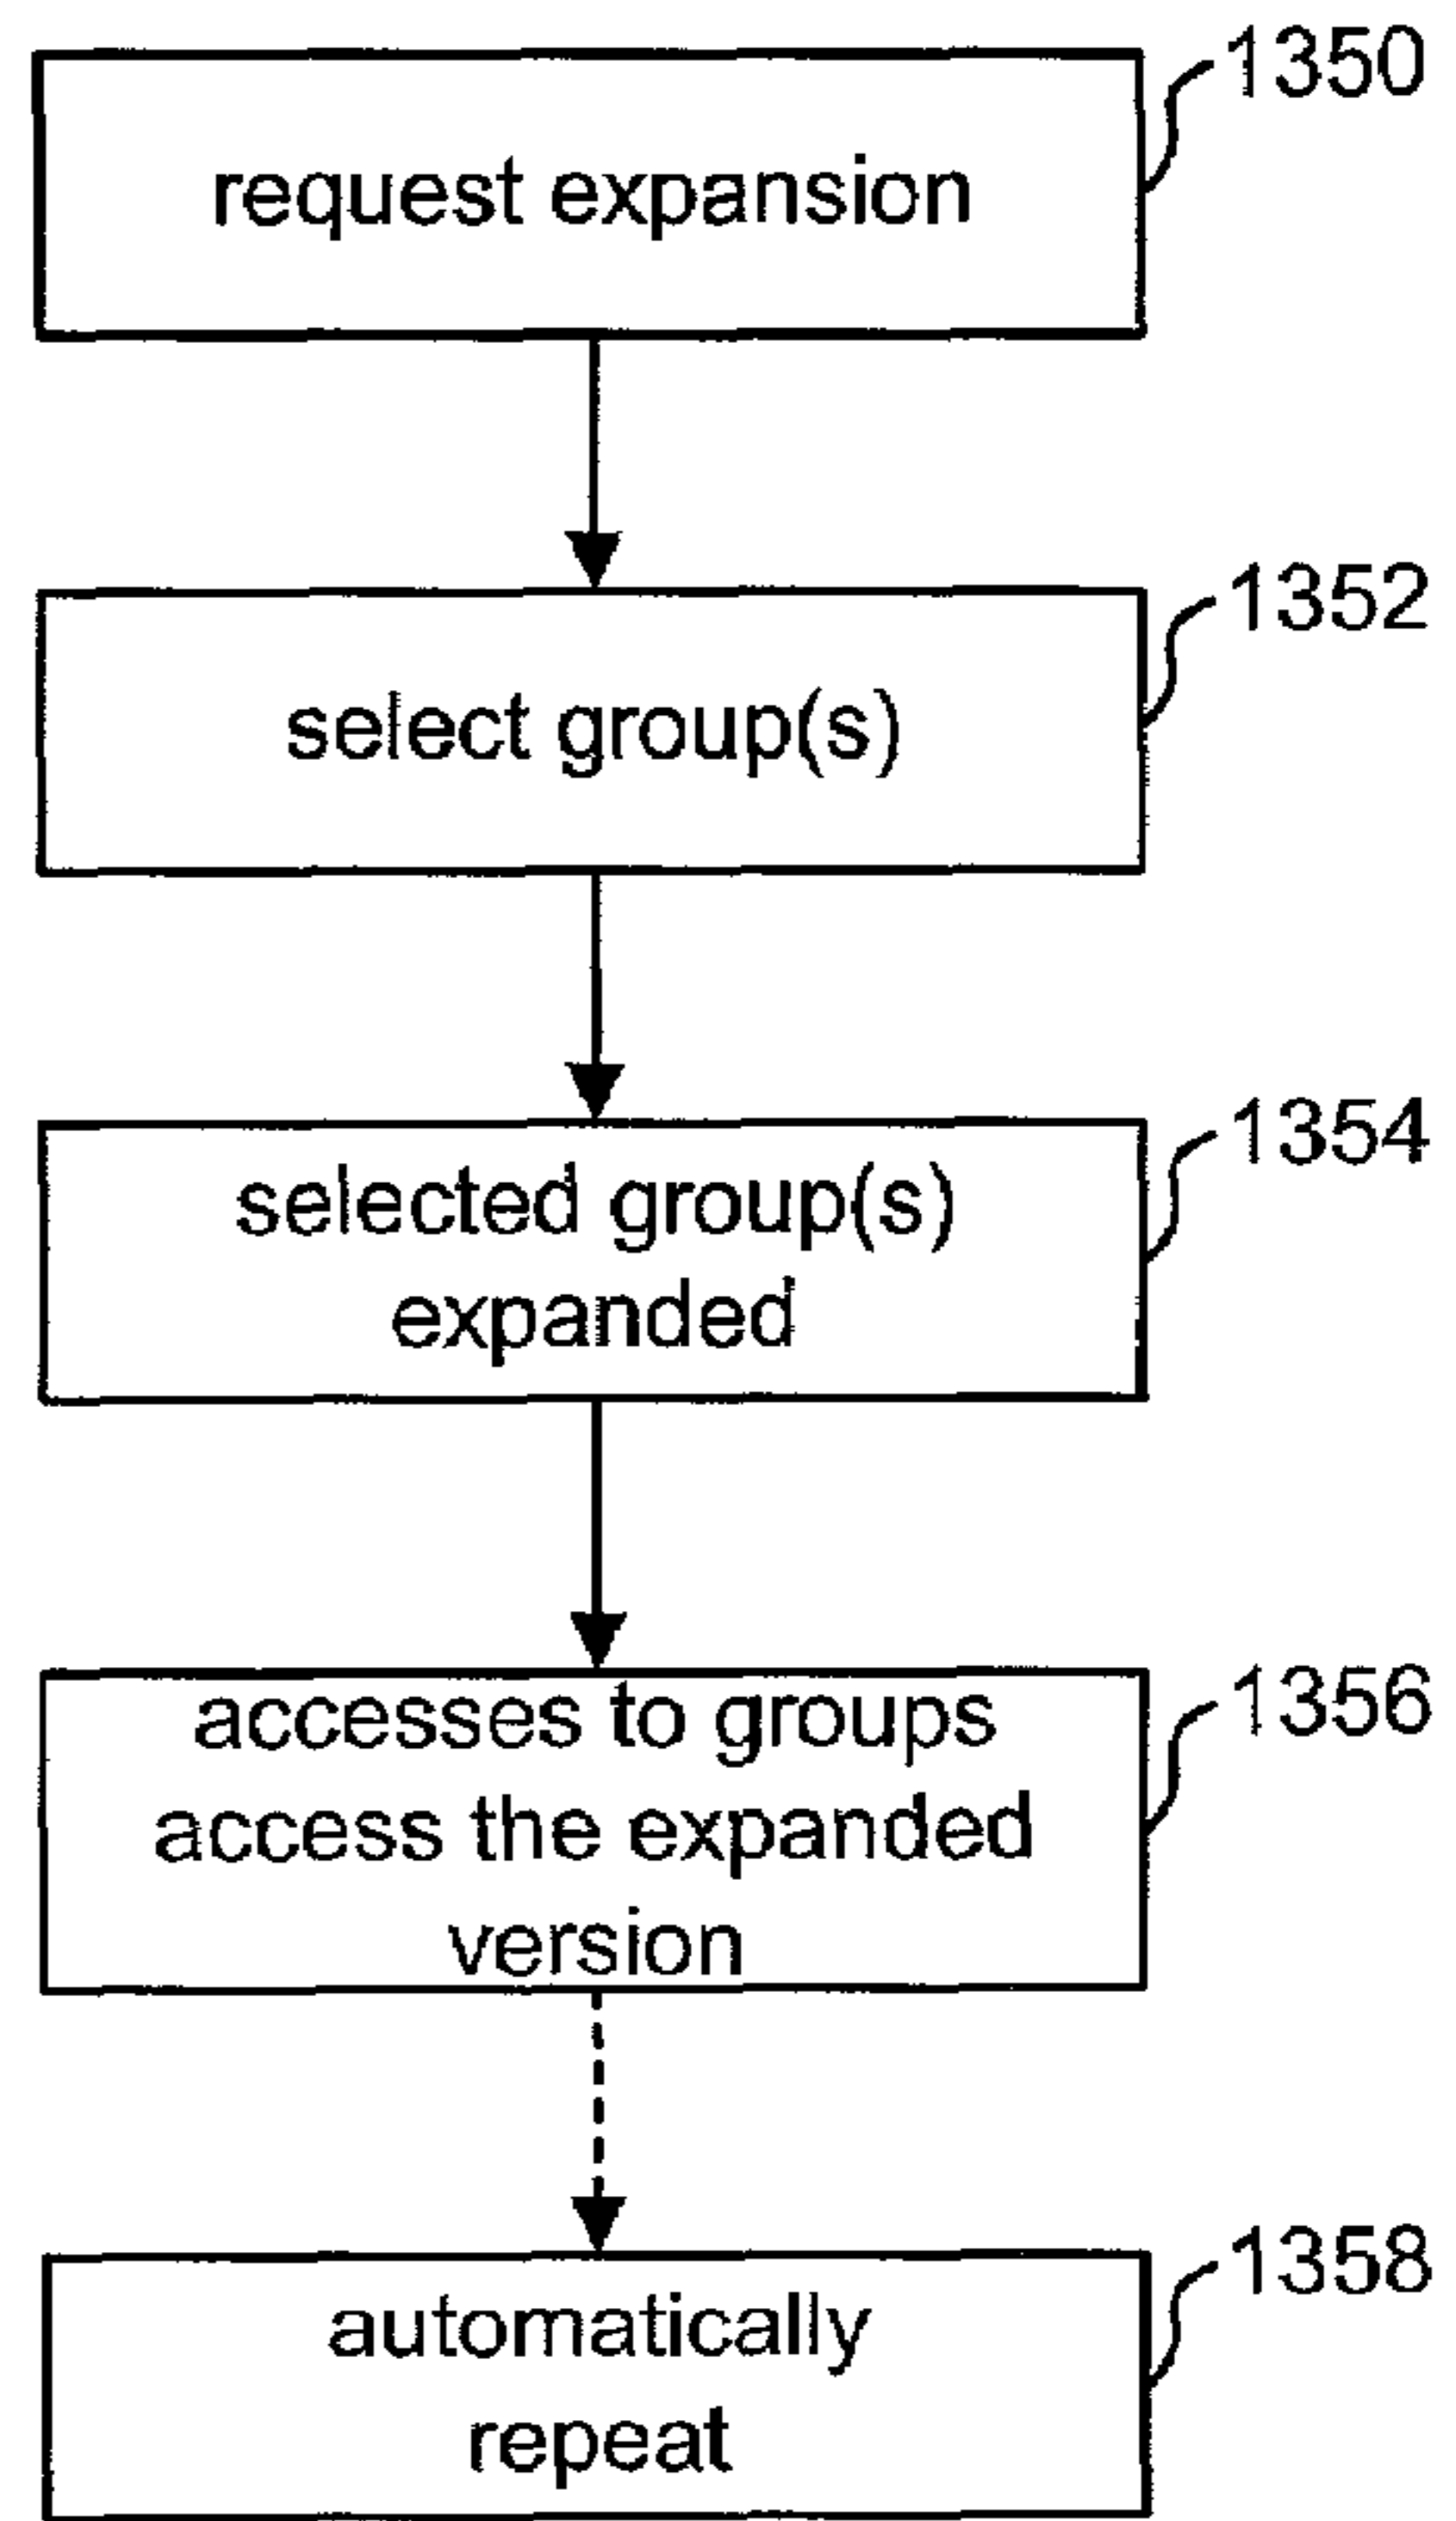 1350
request expansion
1352
select group(s)
1354
selected group(s)
expanded
1356
accesses to groups
access the expanded
version
1358
automatically
repeat